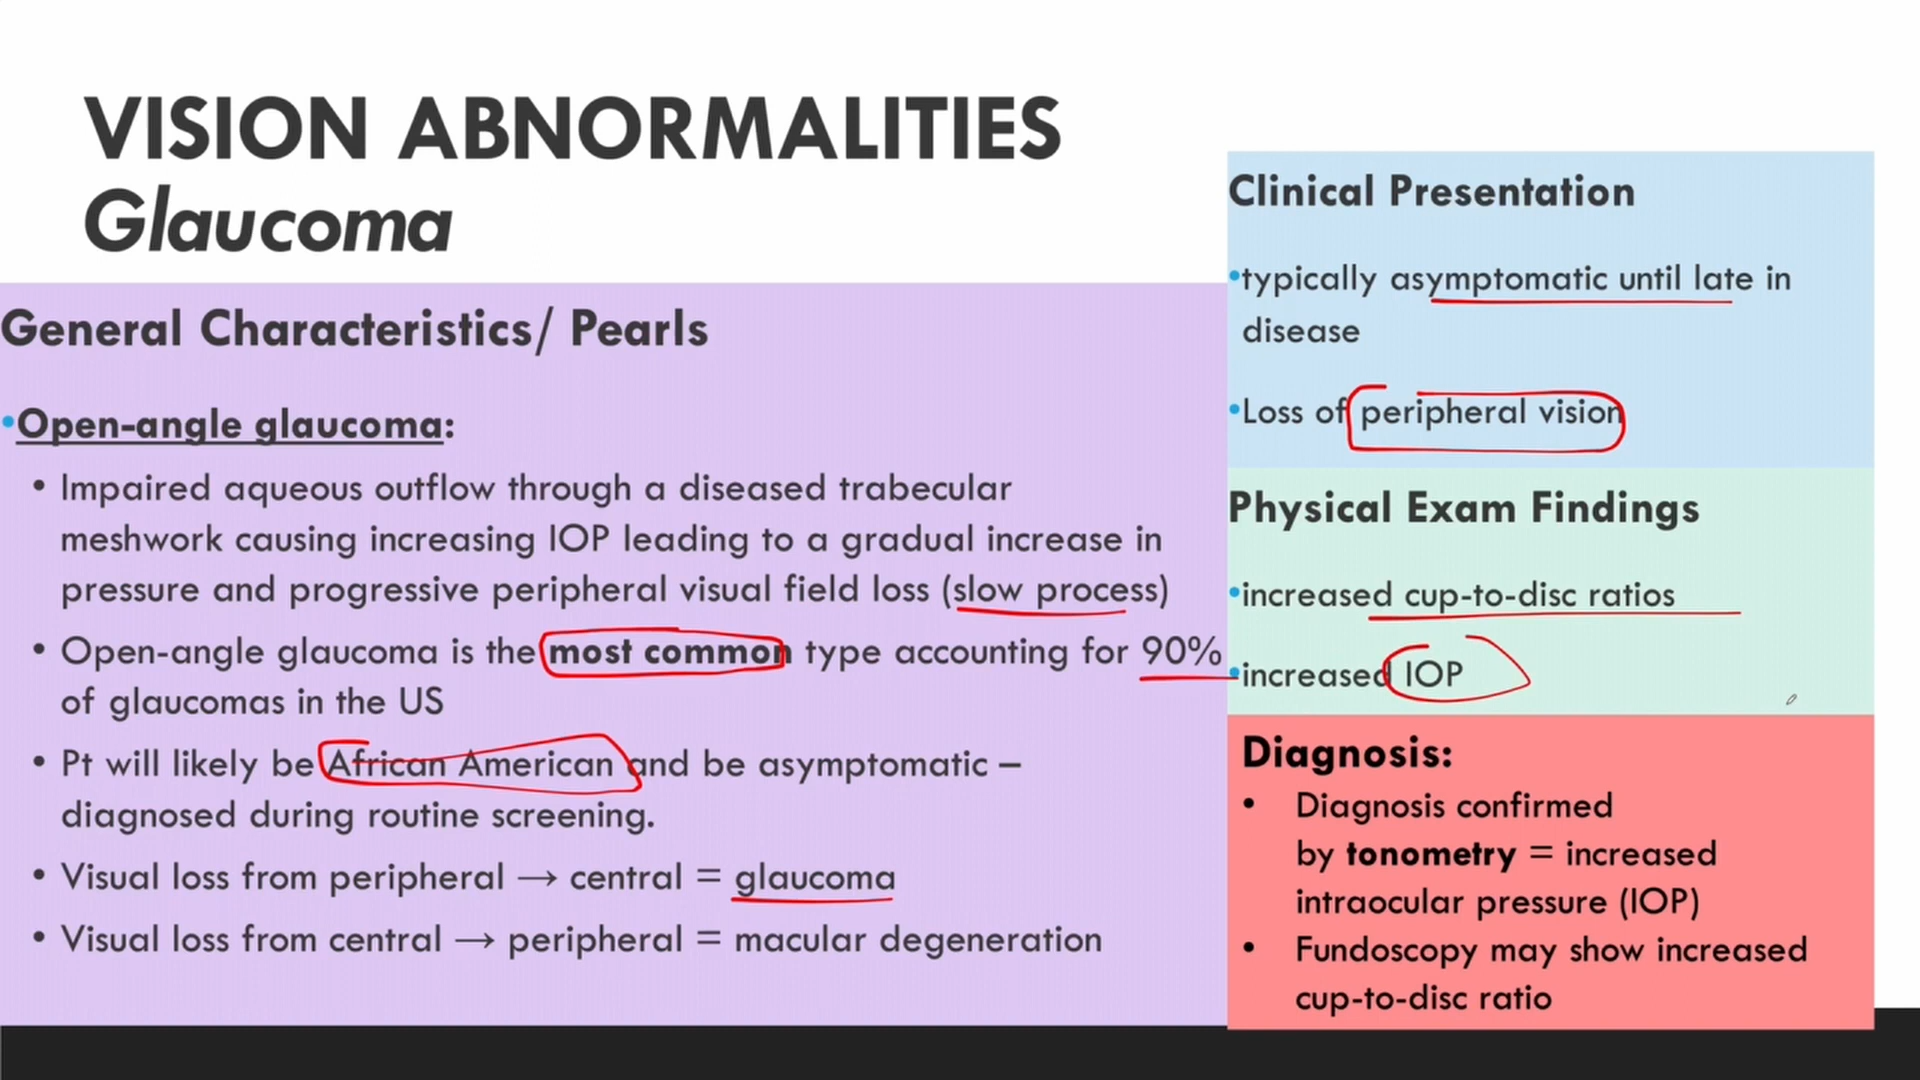 VISION ABNORMALITIES
Glaucoma
General Characteristics/ Pearls
•Open-angle glaucoma:
• Impaired aqueous outflow through a diseased trabecular
meshwork causing increasing IOP leading to a gradual increase in
pressure and progressive peripheral visual field loss (slow process)
• Open-angle glaucoma is the most common type accounting for 90%
of glaucomas in the US
• Pt will likely be African American and be asymptomatic –
diagnosed during routine screening.
• Visual loss from peripheral → central = glaucoma
• Visual loss from central → peripheral = macular degeneration
Clinical Presentation
•typically asymptomatic until late in
disease
•Loss of peripheral vision
Physical Exam Findings
•increased cup-to-disc ratios
•increased IOP
Diagnosis:
• Diagnosis confirmed
by tonometry = increased
intraocular pressure (IOP)
• Fundoscopy may show increased
cup-to-disc ratio